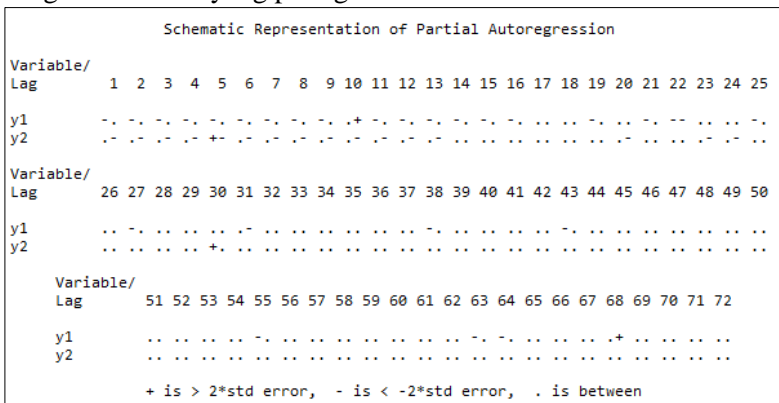 Schematic Representation of Partial Autoregression
Variable/
Lag 1 2 3 4 5 6 7 8 9 10 11 12 13 14 15 16 17 18 19 20 21 22 23 24 25
y1 -. -. -. -. -. -. -. -. -. .+ -. -. -. -. -. -. .. .. -. .. -. -- .. .. -.
y2 .- .- .- .- +- .- .- .- .- .- .- .- .- .. .. .. .. .. .. .- .. .. .- .- ..
Variable/
Lag 26 27 28 29 30 31 32 33 34 35 36 37 38 39 40 41 42 43 44 45 46 47 48 49 50
y1 .. -. .. .. .. .- .. .. .. .. .. .. -. .. .. .. .. -. .. .. .. .. .. .. ..
y2 .. .. .. .. +. .. .. .. .. .. .. .. .. .. .. .. .. .. .. .. .. .. .. .. ..
Variable/
Lag 51 52 53 54 55 56 57 58 59 60 61 62 63 64 65 66 67 68 69 70 71 72
y1 .. .. .. .. -. .. .. .. .. .. .. .. -. -. .. .. .. .+ .. .. .. ..
y2 .. .. .. .. .. .. .. .. .. .. .. .. .. .. .. .. .. .. .. .. .. ..
+ is > 2*std error, - is < -2*std error, . is between